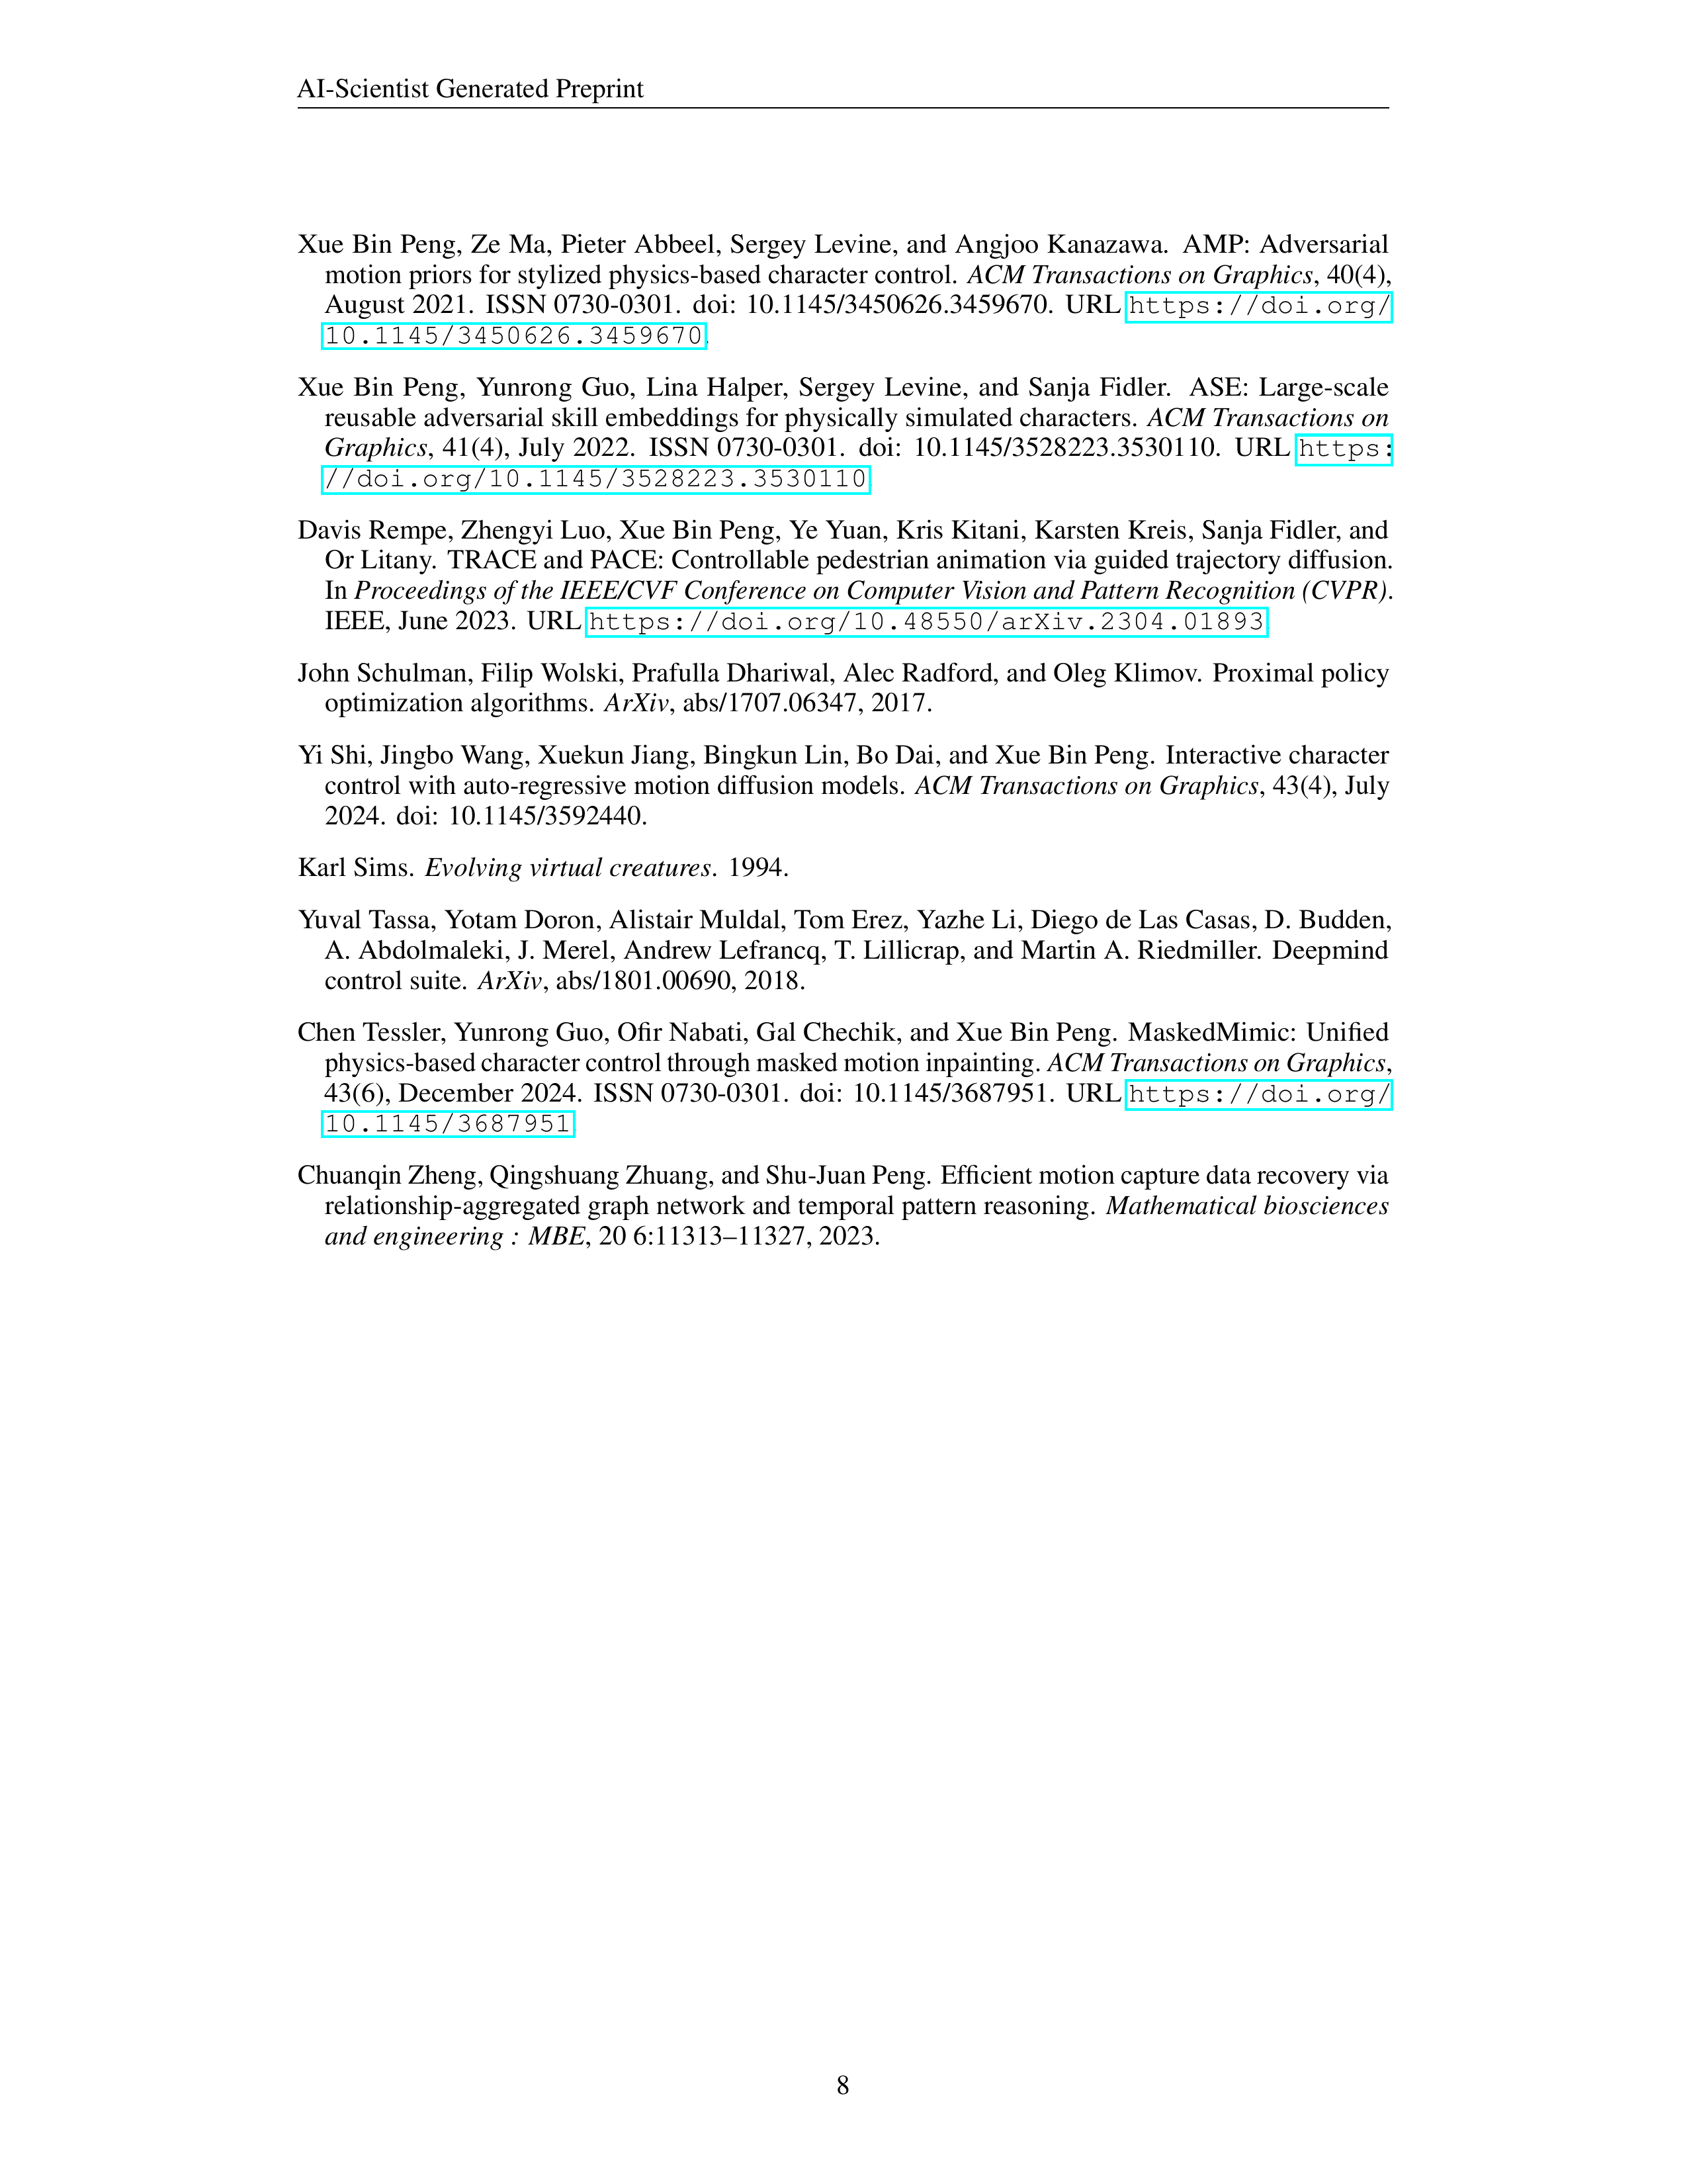 AI-Scientist Generated Preprint
Xue Bin Peng, Ze Ma, Pieter Abbeel, Sergey Levine, and Angjoo Kanazawa. AMP: Adversarial
motion priors for stylized physics-based character control. ACM Transactions on Graphics, 40(4),
August 2021. ISSN 0730-0301. doi: 10.1145/3450626.3459670. URL https://doi.org/
10.1145/3450626.3459670.
Xue Bin Peng, Yunrong Guo, Lina Halper, Sergey Levine, and Sanja Fidler. ASE: Large-scale
reusable adversarial skill embeddings for physically simulated characters. ACM Transactions on
Graphics, 41(4), July 2022. ISSN 0730-0301. doi: 10.1145/3528223.3530110. URL https:
//doi.org/10.1145/3528223.3530110.
Davis Rempe, Zhengyi Luo, Xue Bin Peng, Ye Yuan, Kris Kitani, Karsten Kreis, Sanja Fidler, and
Or Litany. TRACE and PACE: Controllable pedestrian animation via guided trajectory diffusion.
In Proceedings of the IEEE/CVF Conference on Computer Vision and Pattern Recognition (CVPR).
IEEE, June 2023. URL https://doi.org/10.48550/arXiv.2304.01893.
John Schulman, Filip Wolski, Prafulla Dhariwal, Alec Radford, and Oleg Klimov. Proximal policy
optimization algorithms. ArXiv, abs/1707.06347, 2017.
Yi Shi, Jingbo Wang, Xuekun Jiang, Bingkun Lin, Bo Dai, and Xue Bin Peng. Interactive character
control with auto-regressive motion diffusion models. ACM Transactions on Graphics, 43(4), July
2024. doi: 10.1145/3592440.
Karl Sims. Evolving virtual creatures. 1994.
Yuval Tassa, Yotam Doron, Alistair Muldal, Tom Erez, Yazhe Li, Diego de Las Casas, D. Budden,
A. Abdolmaleki, J. Merel, Andrew Lefrancq, T. Lillicrap, and Martin A. Riedmiller. Deepmind
control suite. ArXiv, abs/1801.00690, 2018.
Chen Tessler, Yunrong Guo, Ofir Nabati, Gal Chechik, and Xue Bin Peng. MaskedMimic: Unified
physics-based character control through masked motion inpainting. ACM Transactions on Graphics,
43(6), December 2024. ISSN 0730-0301. doi: 10.1145/3687951. URL https://doi.org/
10.1145/3687951.
Chuanqin Zheng, Qingshuang Zhuang, and Shu-Juan Peng. Efficient motion capture data recovery via
relationship-aggregated graph network and temporal pattern reasoning. Mathematical biosciences
and engineering : MBE, 20 6:11313–11327, 2023.
8